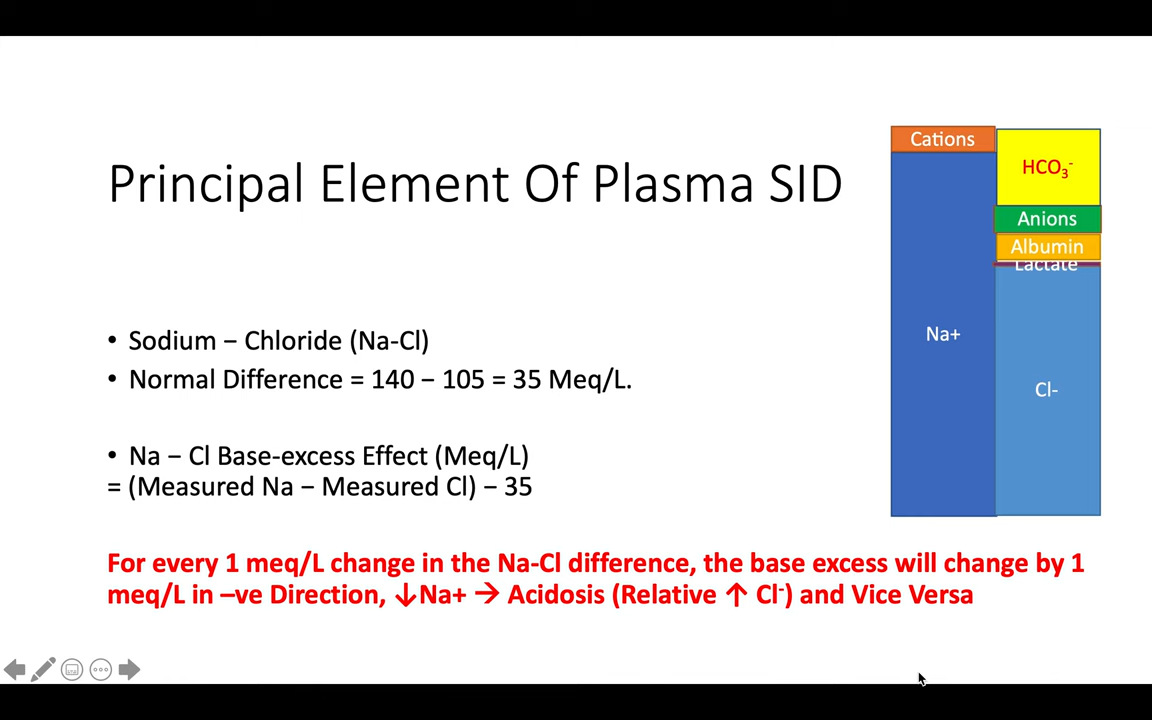 Principal Element Of Plasma SID
• Sodium – Chloride (Na-Cl)
• Normal Difference = 140 – 105 = 35 Meq/L.
• Na – Cl Base-excess Effect (Meq/L)
= (Measured Na – Measured Cl) – 35
For every 1 meq/L change in the Na-Cl difference, the base excess will change by 1
meq/L in –ve Direction, ↓Na+ → Acidosis (Relative ↑ Cl⁻) and Vice Versa
Cations
Na+
HCO₃⁻
Anions
Albumin
Lactate
Cl-